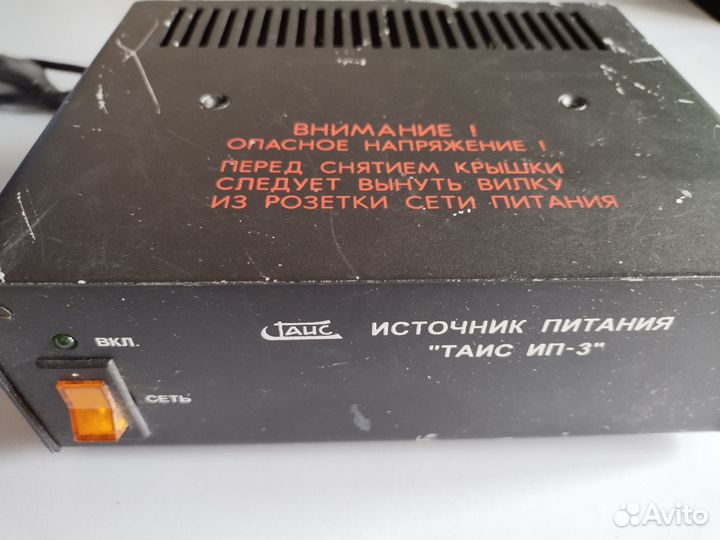 ВНИМАНИЕ !
ОПАСНОЕ НАПРЯЖЕНИЕ !
ПЕРЕД СНЯТИЕМ КРЫШКИ
СЛЕДУЕТ ВЫНУТЬ ВИЛКУ
ИЗ РОЗЕТКИ СЕТИ ПИТАНИЯ
ВКЛ.
ТАИС ИСТОЧНИК ПИТАНИЯ
"ТАИС ИП-3"
СЕТЬ
Avito